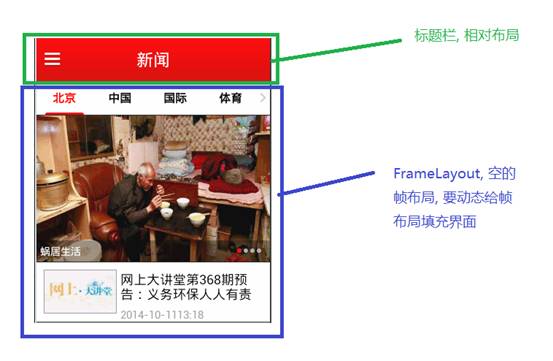 标题栏, 相对布局
新闻
北京 中国 国际 体育
FrameLayout, 空的
帧布局, 要动态给帧
布局填充界面
蜗居生活
网上·大讲堂
网上大讲堂第368期预
告：义务环保人人有责
2014-10-1113:18